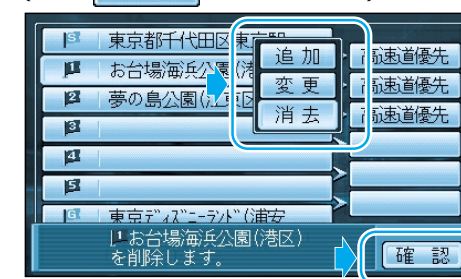 S 東京都千代田区東京駅
1 お台場海浜公園(港
2 夢の島公園(江東区
3
4
5
G 東京ディズニーランド(浦安
追 加
変 更
消 去
高速道優先
高速道優先
高速道優先
1お台場海浜公園(港区)
を削除します。
確 認